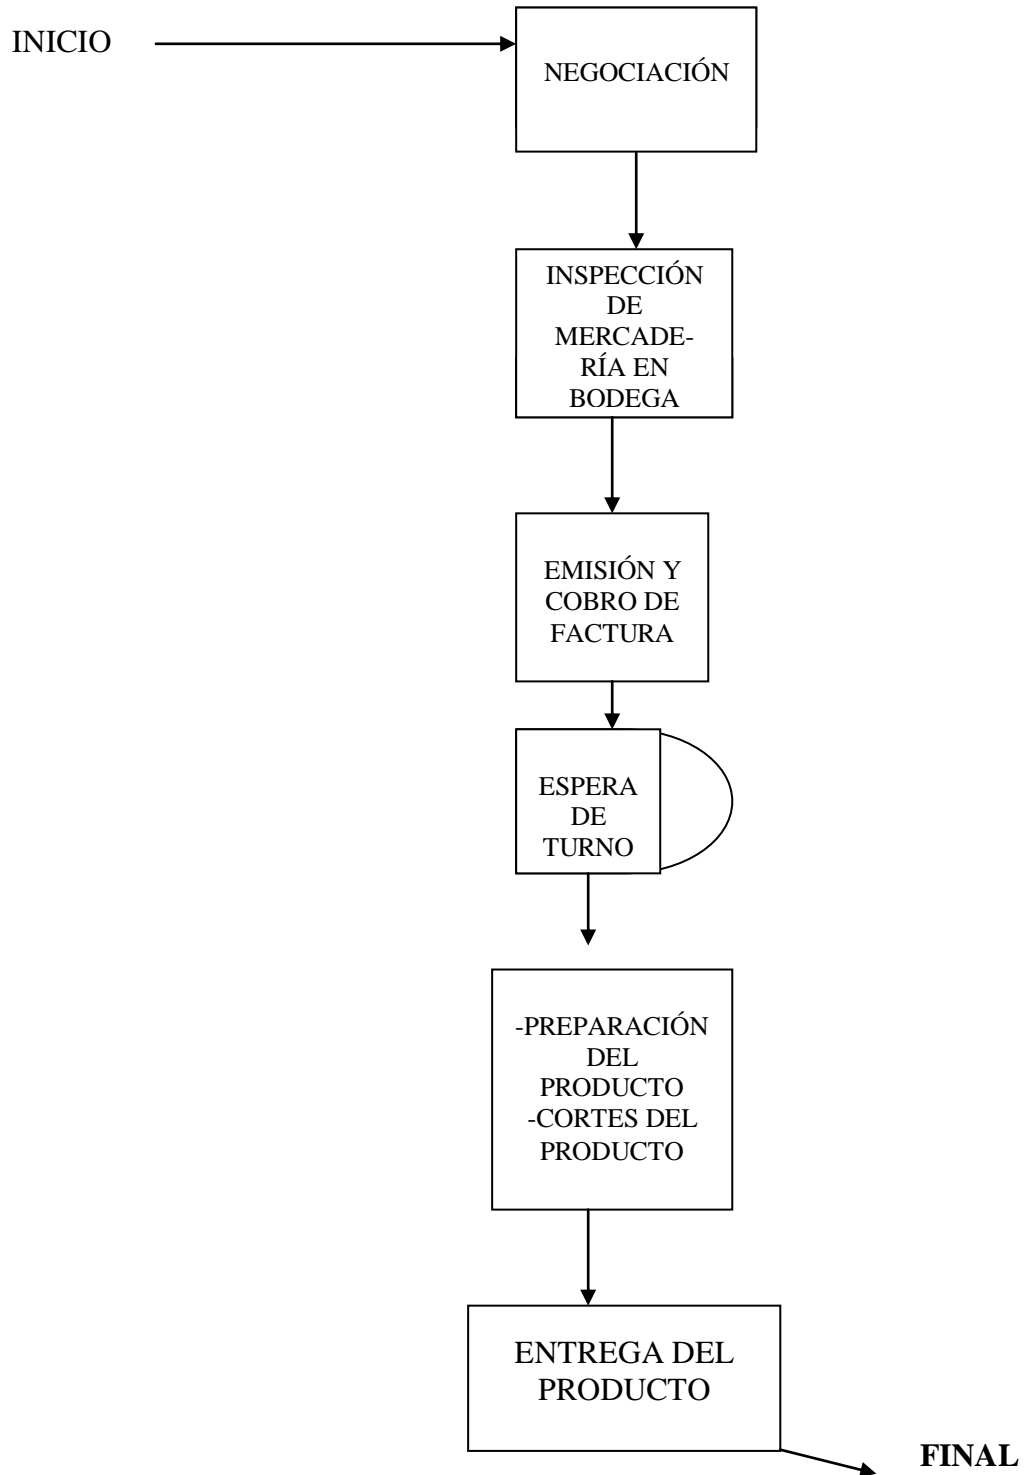 INICIO
NEGOCIACIÓN
INSPECCIÓN
DE
MERCADE-
RÍA EN
BODEGA
EMISIÓN Y
COBRO DE
FACTURA
ESPERA
DE
TURNO
-PREPARACIÓN
DEL
PRODUCTO
-CORTES DEL
PRODUCTO
ENTREGA DEL
PRODUCTO
FINAL